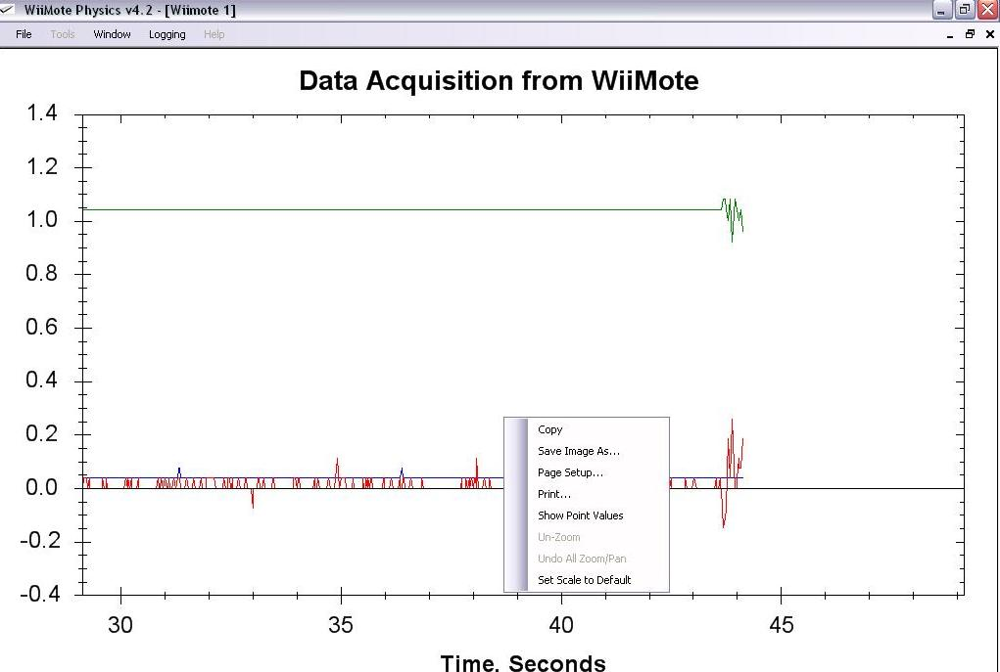 WiiMote Physics v4.2 - [Wiimote 1]
File Tools Window Logging Help
Data Acquisition from WiiMote
1.4
1.2
1.0
0.8
0.6
0.4
0.2
0.0
-0.2
-0.4
Copy
Save Image As...
Page Setup...
Print...
Show Point Values
Un-Zoom
Undo All Zoom/Pan
Set Scale to Default
30 35 40 45
Time, Seconds